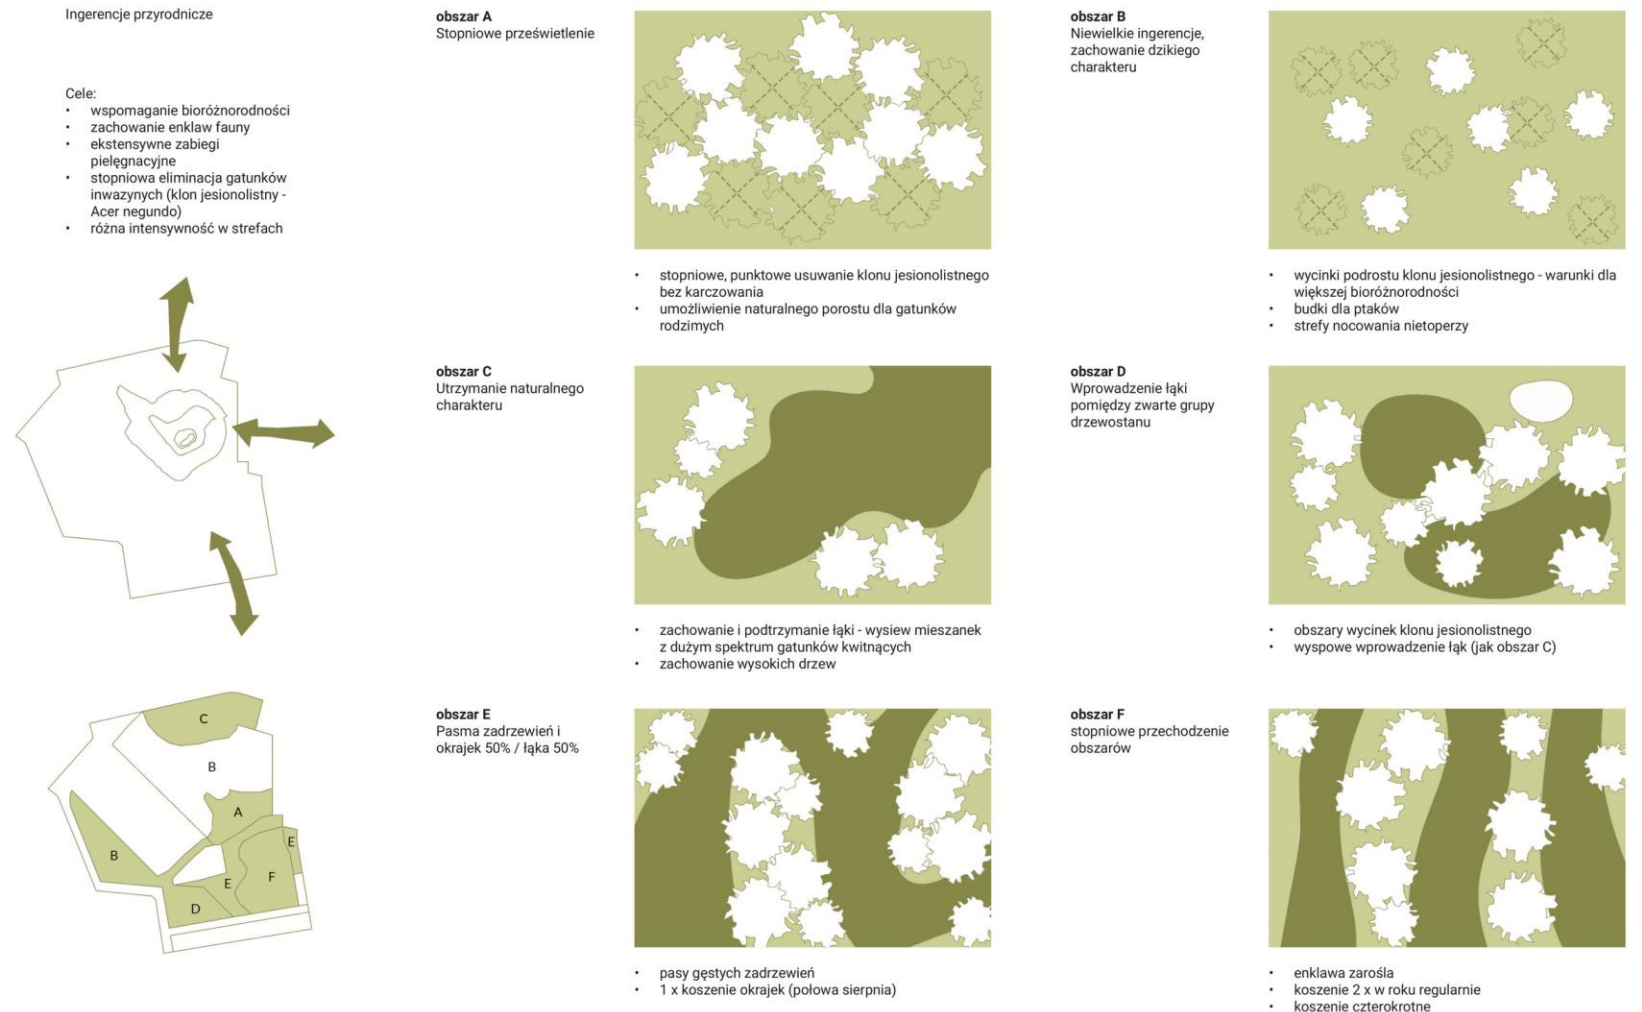 Ingerencje przyrodnicze
Cele:
• wspomaganie bioróżnorodności
• zachowanie enklaw fauny
• ekstensywne zabiegi
pielęgnacyjne
• stopniowa eliminacja gatunków
inwazynych (klon jesionolistny -
Acer negundo)
• różna intensywność w strefach
C
B
A
B
E
E
F
D
obszar A
Stopniowe prześwietlenie
• stopniowe, punktowe usuwanie klonu jesionolistnego
bez karczowania
• umożliwienie naturalnego porostu dla gatunków
rodzimych
obszar B
Niewielkie ingerencje,
zachowanie dzikiego
charakteru
• wycinki podrostu klonu jesionolistnego - warunki dla
większej bioróżnorodności
• budki dla ptaków
• strefy nocowania nietoperzy
obszar C
Utrzymanie naturalnego
charakteru
• zachowanie i podtrzymanie łąki - wysiew mieszanek
z dużym spektrum gatunków kwitnących
• zachowanie wysokich drzew
obszar D
Wprowadzenie łąki
pomiędzy zwarte grupy
drzewostanu
• obszary wycinek klonu jesionolistnego
• wyspowe wprowadzenie łąk (jak obszar C)
obszar E
Pasma zadrzewień i
okrajek 50% / łąka 50%
• pasy gęstych zadrzewień
• 1 x koszenie okrajek (połowa sierpnia)
obszar F
stopniowe przechodzenie
obszarów
• enklawa zarośla
• koszenie 2 x w roku regularnie
• koszenie czterokrotne